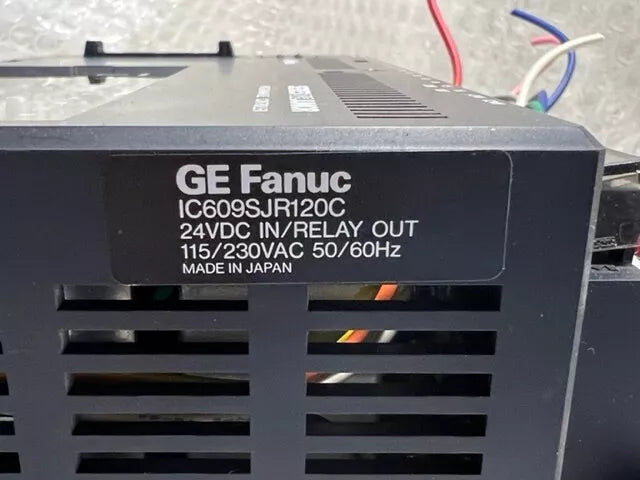 GE Fanuc
IC609SJR120C
24VDC IN/RELAY OUT
115/230VAC 50/60Hz
MADE IN JAPAN